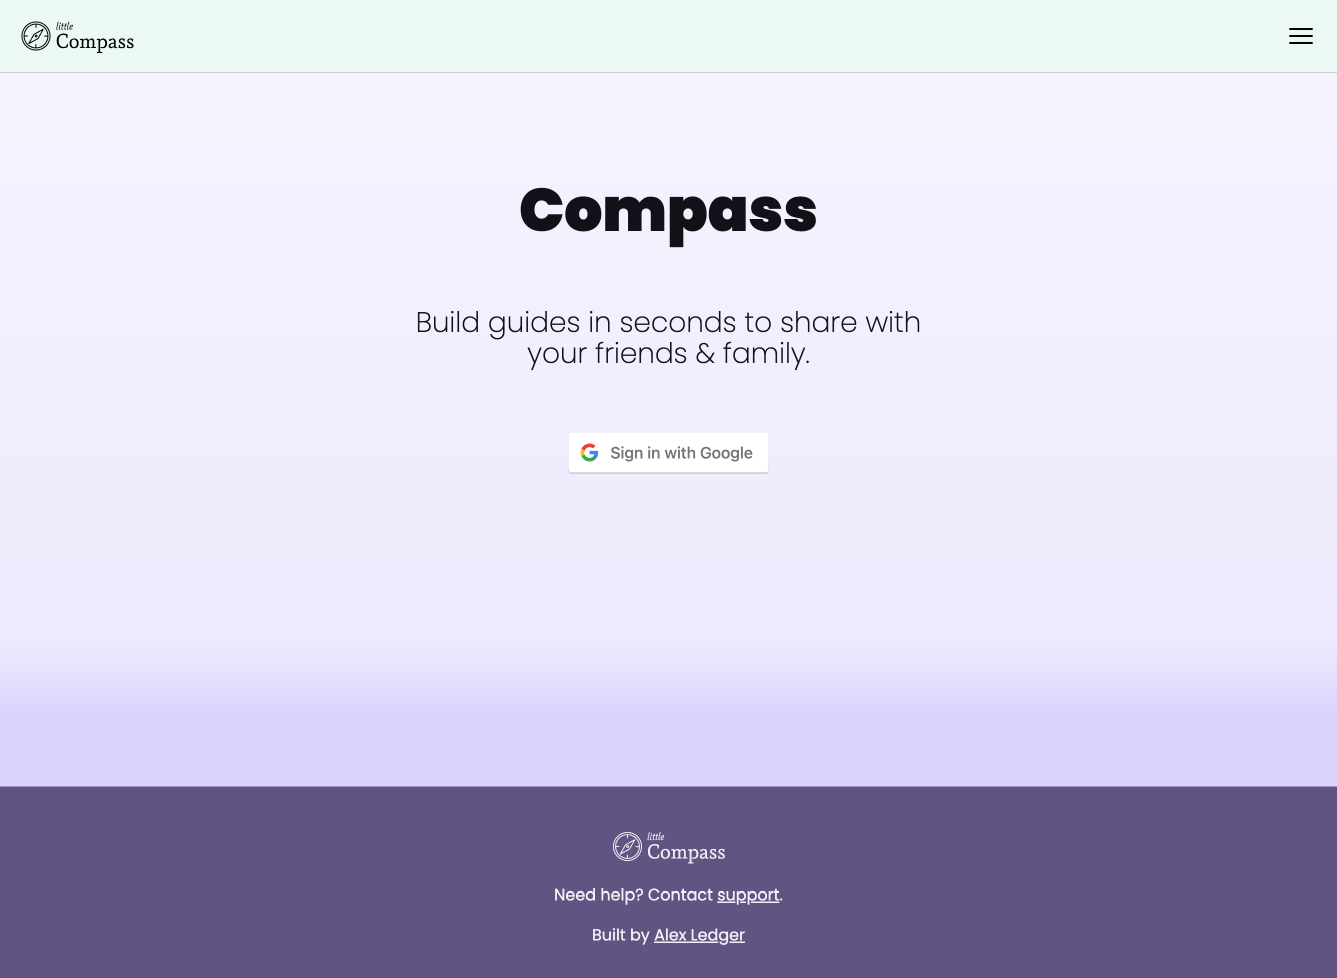 little
Compass
Compass
Build guides in seconds to share with
your friends & family.
Sign in with Google
little
Compass
Need help? Contact support.
Built by Alex Ledger